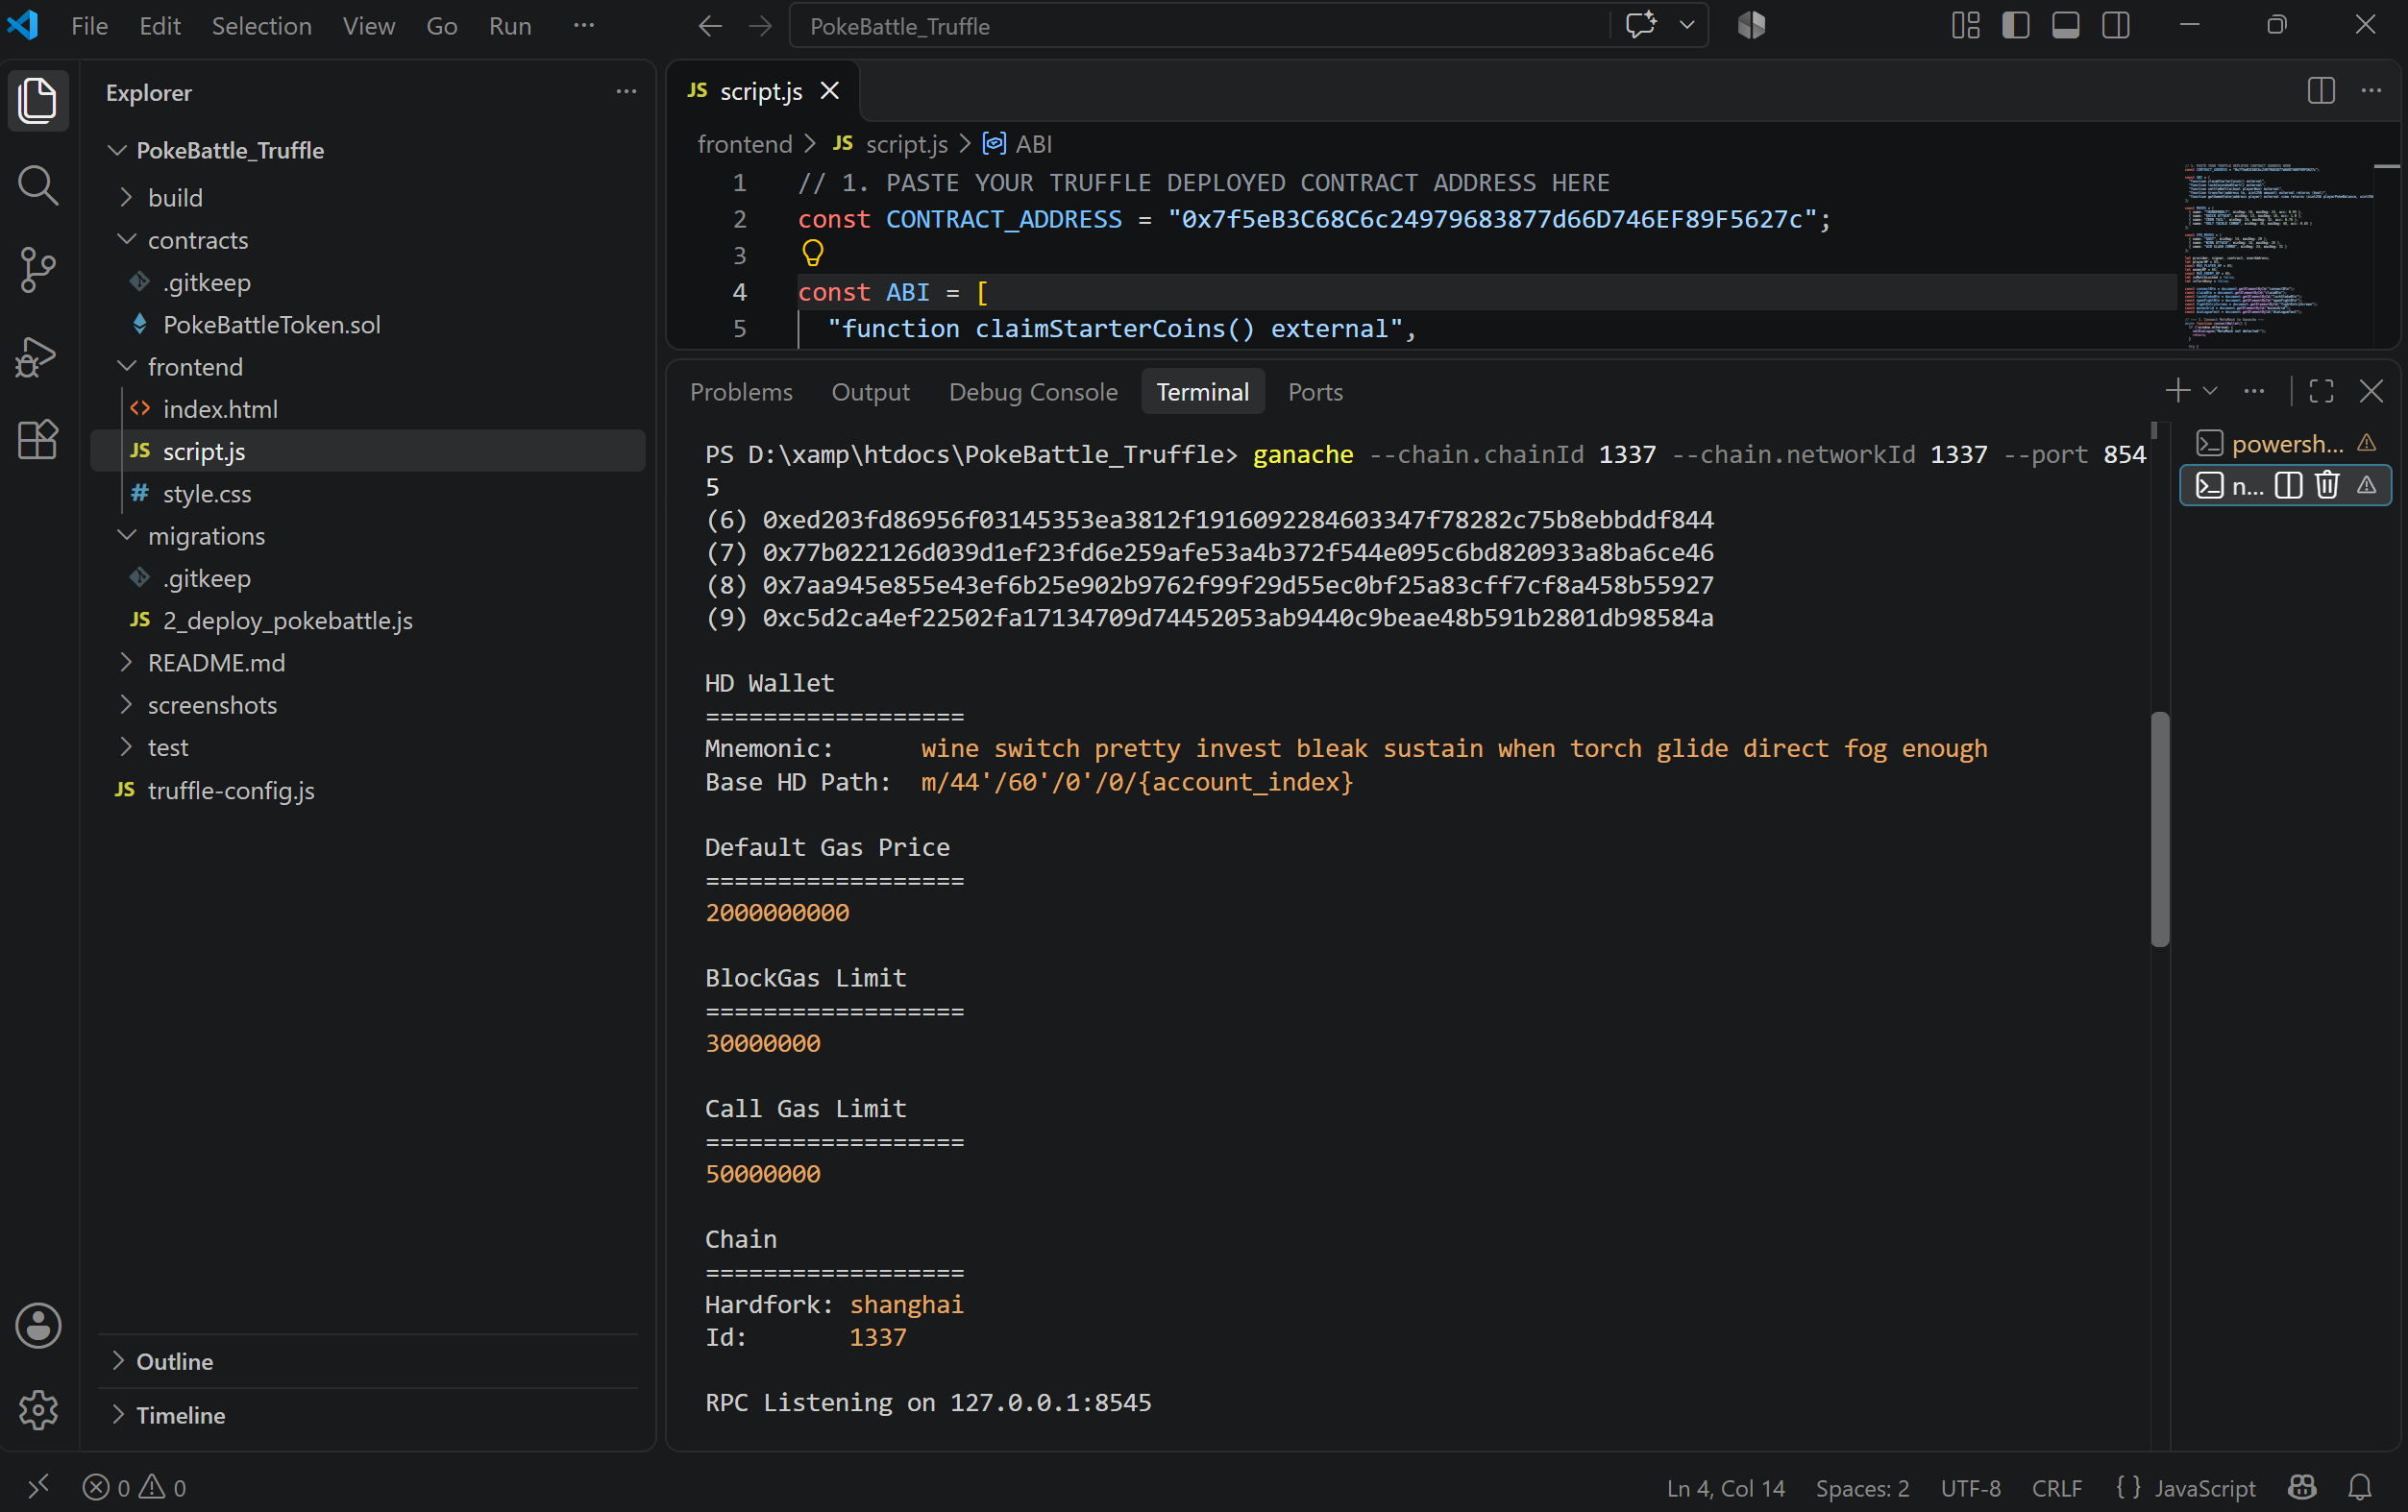 File Edit Selection View Go Run ···
PokeBattle_Truffle
Explorer
PokeBattle_Truffle
build
contracts
.gitkeep
PokeBattleToken.sol
frontend
index.html
JS script.js
# style.css
migrations
.gitkeep
JS 2_deploy_pokebattle.js
README.md
screenshots
test
JS truffle-config.js
Outline
Timeline
JS script.js
frontend > JS script.js > ABI
1 // 1. PASTE YOUR TRUFFLE DEPLOYED CONTRACT ADDRESS HERE
2 const CONTRACT_ADDRESS = "0x7f5eB3C68C6c24979683877d66D746EF89F5627c";
3
4 const ABI = [
5 "function claimStarterCoins() external",
Problems Output Debug Console Terminal Ports
PS D:\xamp\htdocs\PokeBattle_Truffle> ganache --chain.chainId 1337 --chain.networkId 1337 --port 854
5
(6) 0xed203fd86956f03145353ea3812f1916092284603347f78282c75b8ebbddf844
(7) 0x77b022126d039d1ef23fd6e259afe53a4b372f544e095c6bd820933a8ba6ce46
(8) 0x7aa945e855e43ef6b25e902b9762f99f29d55ec0bf25a83cff7cf8a458b55927
(9) 0xc5d2ca4ef22502fa17134709d74452053ab9440c9beae48b591b2801db98584a
HD Wallet
==================
Mnemonic: wine switch pretty invest bleak sustain when torch glide direct fog enough
Base HD Path: m/44'/60'/0'/0/{account_index}
Default Gas Price
==================
2000000000
BlockGas Limit
==================
30000000
Call Gas Limit
==================
50000000
Chain
==================
Hardfork: shanghai
Id: 1337
RPC Listening on 127.0.0.1:8545
powersh...
n...
0 0
Ln 4, Col 14 Spaces: 2 UTF-8 CRLF { } JavaScript